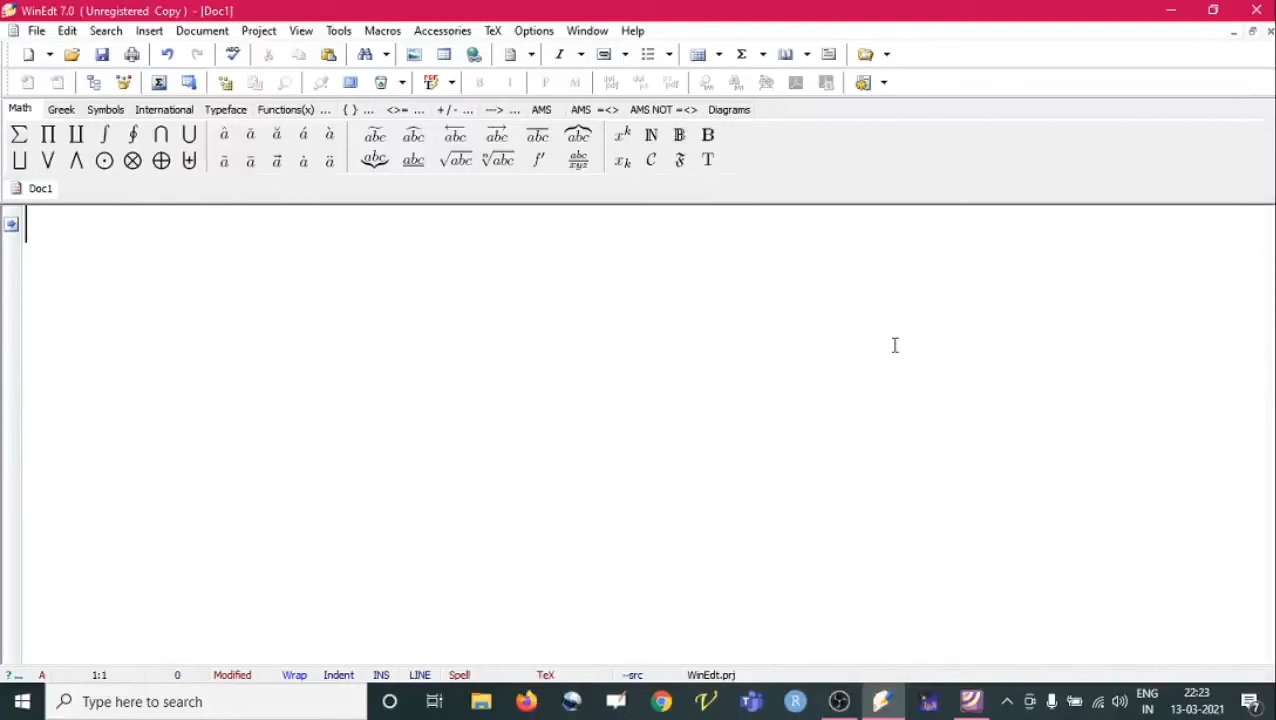 WinEdt 7.0 ( Unregistered Copy ) - [Doc1]
File Edit Search Insert Document Project View Tools Macros Accessories TeX Options Window Help
Math Greek Symbols International Typeface Functions(x) ... { } ... <>= ... + / - ... ---> ... AMS AMS =<> AMS NOT =<> Diagrams
Doc1
? ... A 1:1 0 Modified Wrap Indent INS LINE Spell TeX --src WinEdt.prj
Type here to search
ENG
IN
22:23
13-03-2021